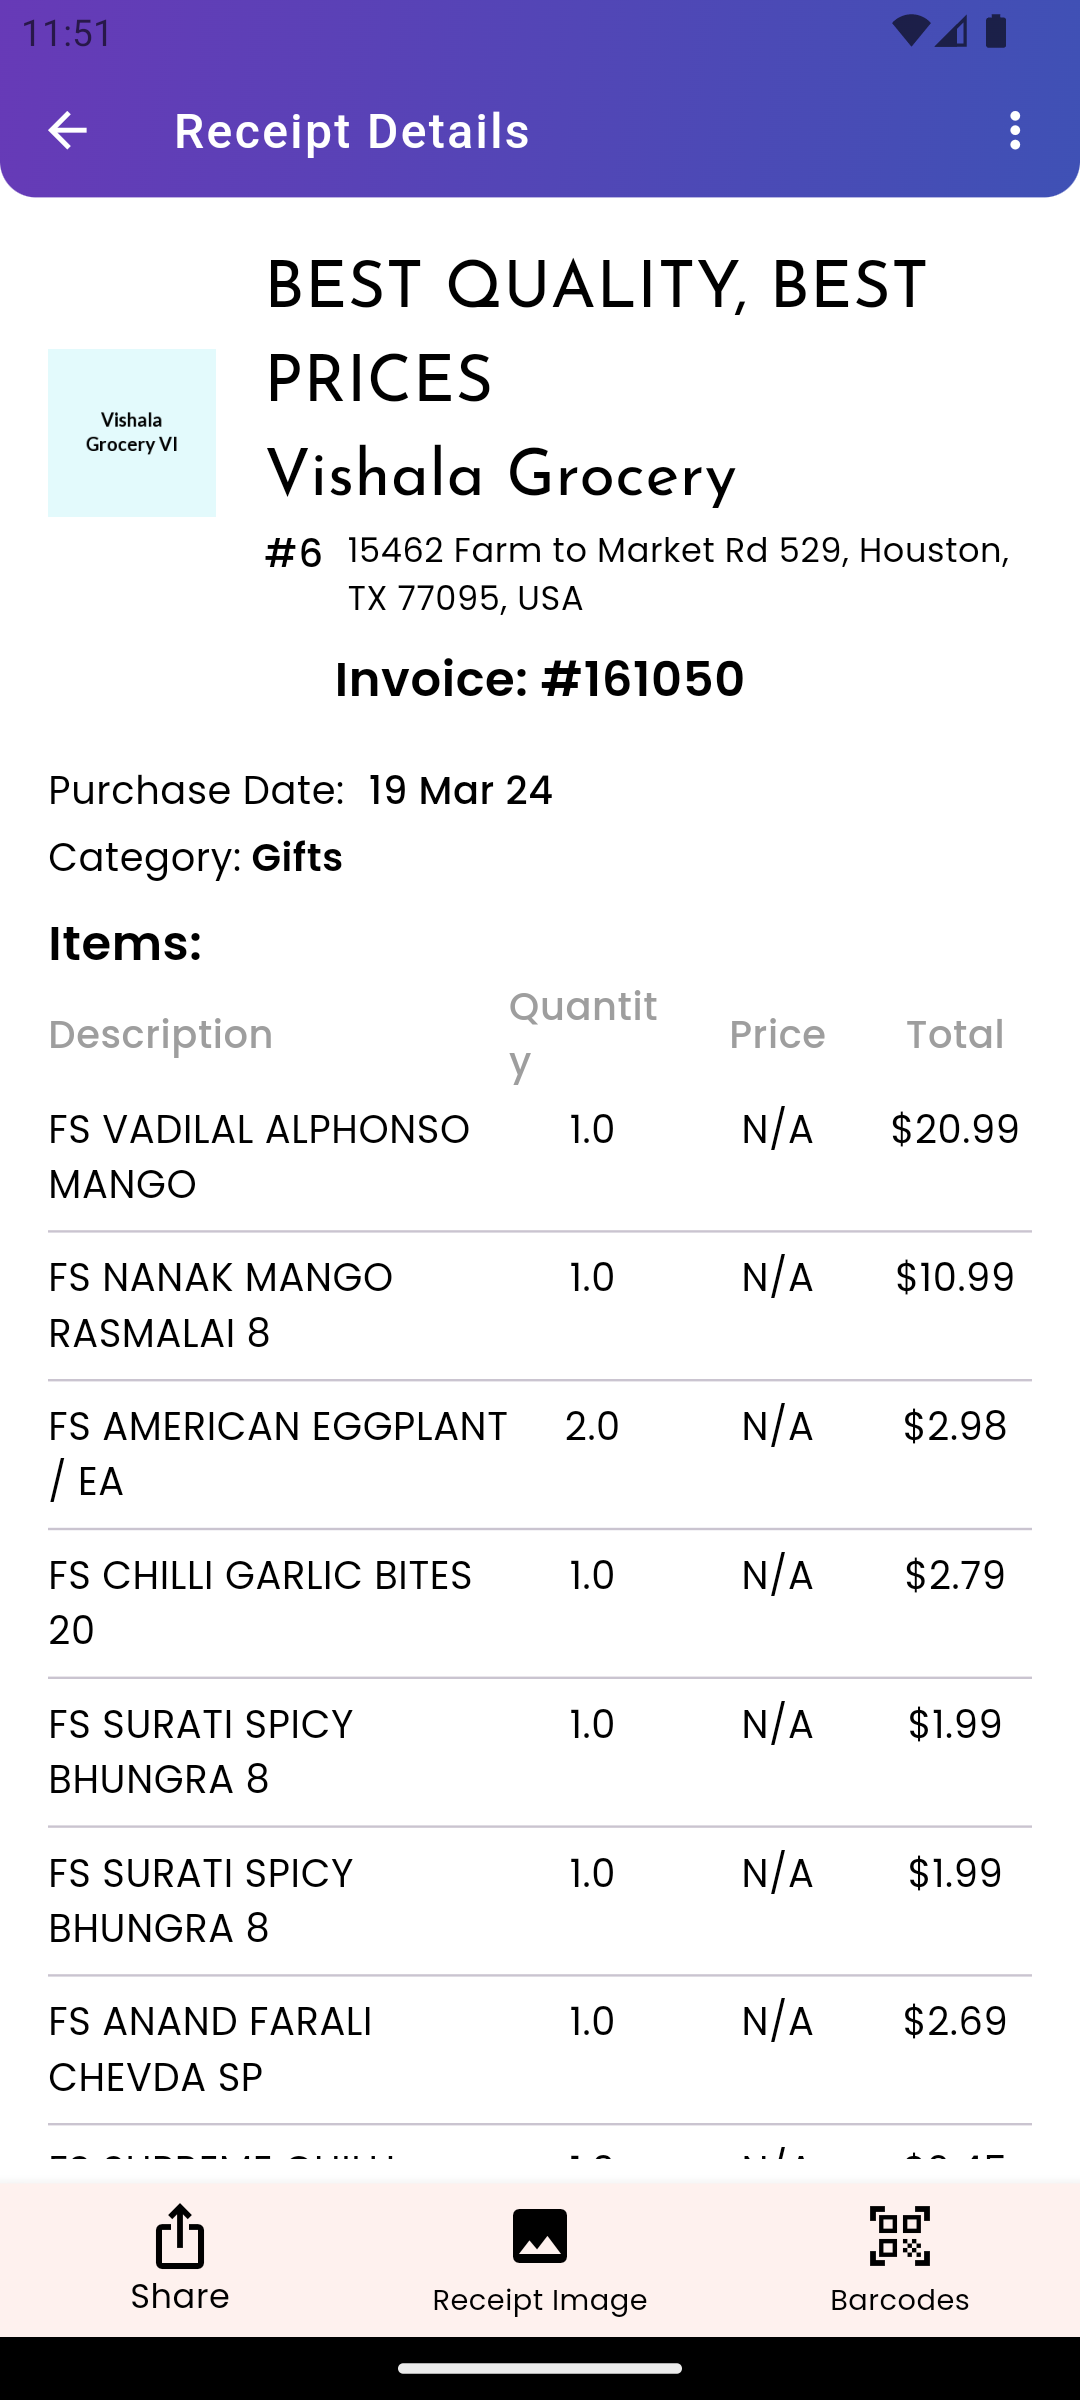 11:51
Receipt Details
BEST QUALITY, BEST
PRICES
Vishala
Grocery VI
Vishala Grocery
#6 15462 Farm to Market Rd 529, Houston,
TX 77095, USA
Invoice: #161050
Purchase Date: 19 Mar 24
Category: Gifts
Items:
Description Quantit
y Price Total
FS VADILAL ALPHONSO 1.0 N/A $20.99
MANGO
FS NANAK MANGO 1.0 N/A $10.99
RASMALAI 8
FS AMERICAN EGGPLANT 2.0 N/A $2.98
/ EA
FS CHILLI GARLIC BITES 1.0 N/A $2.79
20
FS SURATI SPICY 1.0 N/A $1.99
BHUNGRA 8
FS SURATI SPICY 1.0 N/A $1.99
BHUNGRA 8
FS ANAND FARALI 1.0 N/A $2.69
CHEVDA SP
Share Receipt Image Barcodes